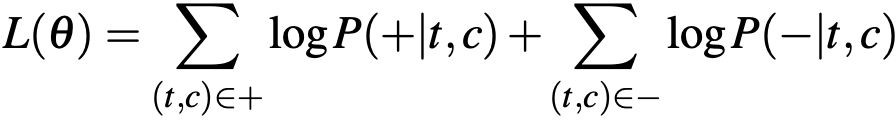 L(θ) = ∑ log P(+|t,c) + ∑ log P(−|t,c)
(t,c)∈+ (t,c)∈−